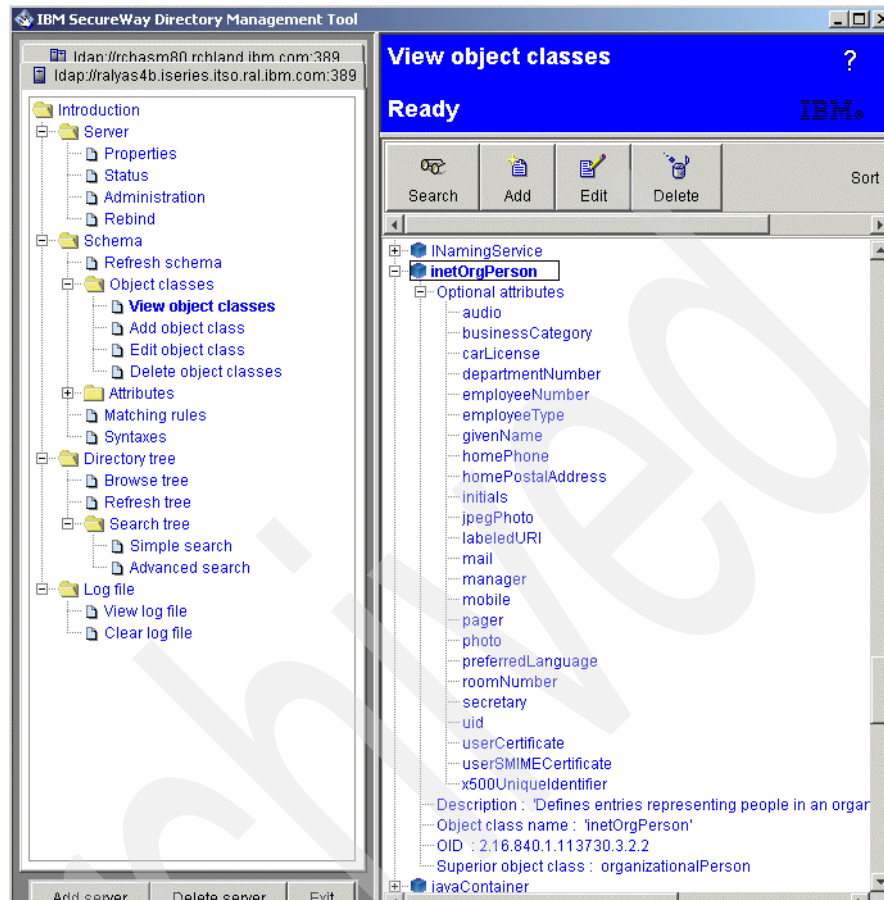 IBM SecureWay Directory Management Tool
ldap://rchasm80.rchland.ibm.com:389
ldap://ralyas4b.iseries.itso.ral.ibm.com:389
Introduction
Server
Properties
Status
Administration
Rebind
Schema
Refresh schema
Object classes
View object classes
Add object class
Edit object class
Delete object classes
Attributes
Matching rules
Syntaxes
Directory tree
Browse tree
Refresh tree
Search tree
Simple search
Advanced search
Log file
View log file
Clear log file
Add server Delete server Exit
View object classes ?
Ready IBM®
Search Add Edit Delete Sort
INamingService
inetOrgPerson
Optional attributes
audio
businessCategory
carLicense
departmentNumber
employeeNumber
employeeType
givenName
homePhone
homePostalAddress
initials
jpegPhoto
labeledURI
mail
manager
mobile
pager
photo
preferredLanguage
roomNumber
secretary
uid
userCertificate
userSMIMECertificate
x500UniqueIdentifier
Description : 'Defines entries representing people in an organ
Object class name : 'inetOrgPerson'
OID : 2.16.840.1.113730.3.2.2
Superior object class : organizationalPerson
javaContainer